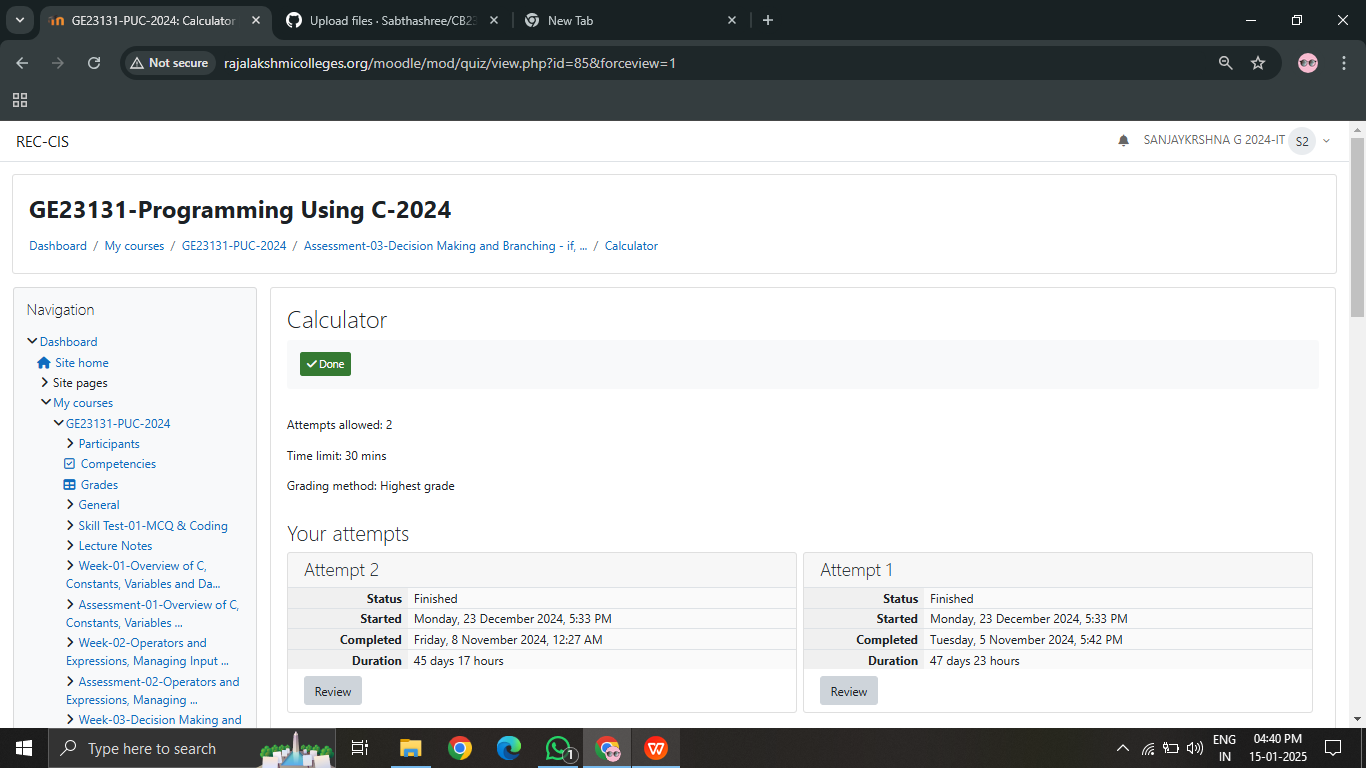 GE23131-PUC-2024: Calculator
Upload files · Sabthashree/CB23
New Tab
Not secure
rajalakshmicolleges.org/moodle/mod/quiz/view.php?id=85&forceview=1
REC-CIS
SANJAYKRSHNA G 2024-IT S2
GE23131-Programming Using C-2024
Dashboard / My courses / GE23131-PUC-2024 / Assessment-03-Decision Making and Branching - if, ... / Calculator
Navigation
Dashboard
Site home
Site pages
My courses
GE23131-PUC-2024
Participants
Competencies
Grades
General
Skill Test-01-MCQ & Coding
Lecture Notes
Week-01-Overview of C,
Constants, Variables and Da...
Assessment-01-Overview of C,
Constants, Variables ...
Week-02-Operators and
Expressions, Managing Input ...
Assessment-02-Operators and
Expressions, Managing ...
Week-03-Decision Making and
Calculator
Done
Attempts allowed: 2
Time limit: 30 mins
Grading method: Highest grade
Your attempts
Attempt 2
Status Finished
Started Monday, 23 December 2024, 5:33 PM
Completed Friday, 8 November 2024, 12:27 AM
Duration 45 days 17 hours
Review
Attempt 1
Status Finished
Started Monday, 23 December 2024, 5:33 PM
Completed Tuesday, 5 November 2024, 5:42 PM
Duration 47 days 23 hours
Review
Type here to search
1
ENG
IN
04:40 PM
15-01-2025